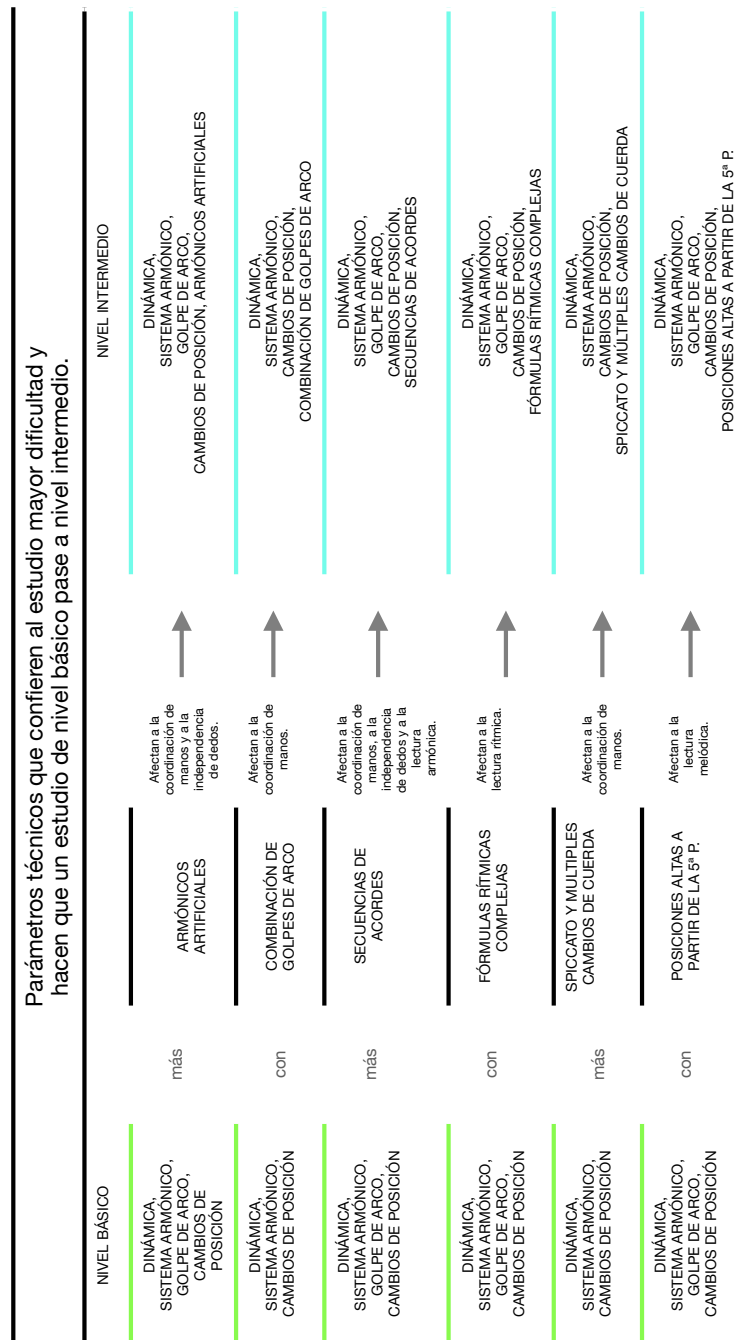 Parámetros técnicos que confieren al estudio mayor dificultad y
hacen que un estudio de nivel básico pase a nivel intermedio.
NIVEL BÁSICO
NIVEL INTERMEDIO
DINÁMICA,
SISTEMA ARMÓNICO,
GOLPE DE ARCO,
CAMBIOS DE
POSICIÓN
más
ARMÓNICOS
ARTIFICIALES
Afectan a la
coordinación de
manos y a la
independencia
de dedos.
DINÁMICA,
SISTEMA ARMÓNICO,
GOLPE DE ARCO,
CAMBIOS DE POSICIÓN, ARMÓNICOS ARTIFICIALES
DINÁMICA,
SISTEMA ARMÓNICO,
CAMBIOS DE POSICIÓN
con
COMBINACIÓN DE
GOLPES DE ARCO
Afectan a la
coordinación de
manos.
DINÁMICA,
SISTEMA ARMÓNICO,
CAMBIOS DE POSICIÓN,
COMBINACIÓN DE GOLPES DE ARCO
DINÁMICA,
SISTEMA ARMÓNICO,
GOLPE DE ARCO,
CAMBIOS DE POSICIÓN
más
SECUENCIAS DE
ACORDES
Afectan a la
coordinación de
manos, a la
independencia
de dedos y a la
lectura
armónica.
DINÁMICA,
SISTEMA ARMÓNICO,
GOLPE DE ARCO,
CAMBIOS DE POSICIÓN,
SECUENCIAS DE ACORDES
DINÁMICA,
SISTEMA ARMÓNICO,
GOLPE DE ARCO,
CAMBIOS DE POSICIÓN
con
FÓRMULAS RÍTMICAS
COMPLEJAS
Afectan a la
lectura rítmica.
DINÁMICA,
SISTEMA ARMÓNICO,
GOLPE DE ARCO,
CAMBIOS DE POSICIÓN,
FÓRMULAS RÍTMICAS COMPLEJAS
DINÁMICA,
SISTEMA ARMÓNICO,
CAMBIOS DE POSICIÓN
más
SPICCATO Y MULTIPLES
CAMBIOS DE CUERDA
Afectan a la
coordinación de
manos.
DINÁMICA,
SISTEMA ARMÓNICO,
CAMBIOS DE POSICIÓN,
SPICCATO Y MÚLTIPLES CAMBIOS DE CUERDA
DINÁMICA,
SISTEMA ARMÓNICO,
GOLPE DE ARCO,
CAMBIOS DE POSICIÓN
con
POSICIONES ALTAS A
PARTIR DE LA 5ª P.
Afectan a la
lectura
melódica.
DINÁMICA,
SISTEMA ARMÓNICO,
GOLPE DE ARCO,
CAMBIOS DE POSICIÓN,
POSICIONES ALTAS A PARTIR DE LA 5ª P.